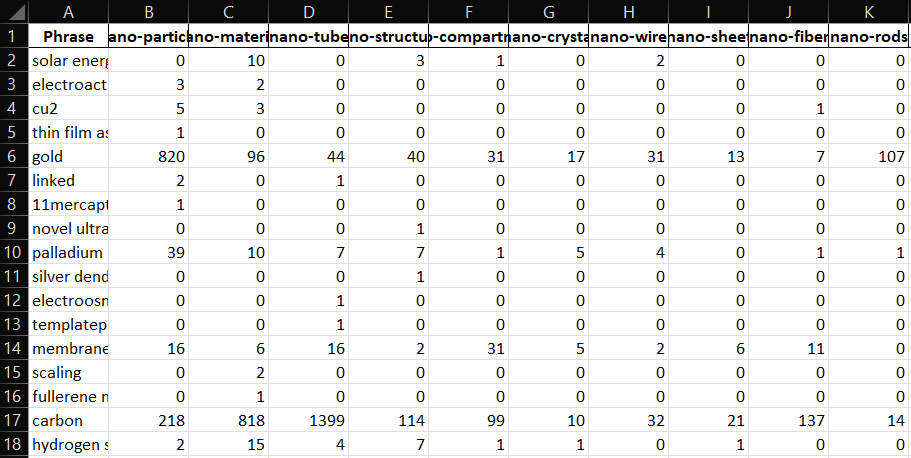 A B C D E F G H I J K
1 Phrase ano-partic ano-materi nano-tube no-structu o-compartn ano-crysta nano-wire nano-sheet nano-fiber nano-rods
2 solar energ 0 10 0 3 1 0 2 0 0 0
3 electroact 3 2 0 0 0 0 0 0 0 0
4 cu2 5 3 0 0 0 0 0 0 1 0
5 thin film as 1 0 0 0 0 0 0 0 0 0
6 gold 820 96 44 40 31 17 31 13 7 107
7 linked 2 0 1 0 0 0 0 0 0 0
8 11mercapt 1 0 0 0 0 0 0 0 0 0
9 novel ultra 0 0 0 1 0 0 0 0 0 0
10 palladium 39 10 7 7 1 5 4 0 1 1
11 silver dend 0 0 0 1 0 0 0 0 0 0
12 electroosn 0 0 1 0 0 0 0 0 0 0
13 templatep 0 0 1 0 0 0 0 0 0 0
14 membrane 16 6 16 2 31 5 2 6 11 0
15 scaling 0 2 0 0 0 0 0 0 0 0
16 fullerene n 0 1 0 0 0 0 0 0 0 0
17 carbon 218 818 1399 114 99 10 32 21 137 14
18 hydrogen s 2 15 4 7 1 1 0 1 0 0